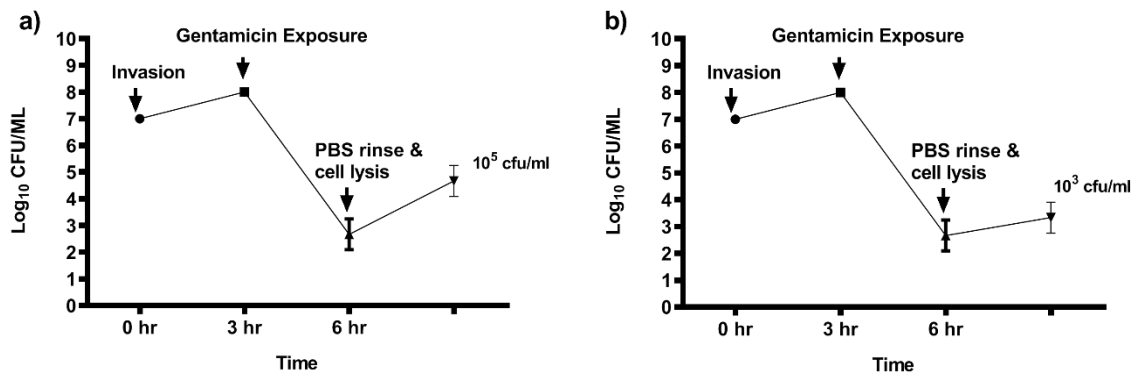 a)
Gentamicin Exposure
Invasion
PBS rinse &
cell lysis
10⁵ cfu/ml
Log₁₀ CFU/ML
10
9
8
7
6
5
4
3
2
1
0
0 hr
3 hr
6 hr
Time
b)
Gentamicin Exposure
Invasion
PBS rinse &
cell lysis
10³ cfu/ml
Log₁₀ CFU/ML
10
9
8
7
6
5
4
3
2
1
0
0 hr
3 hr
6 hr
Time